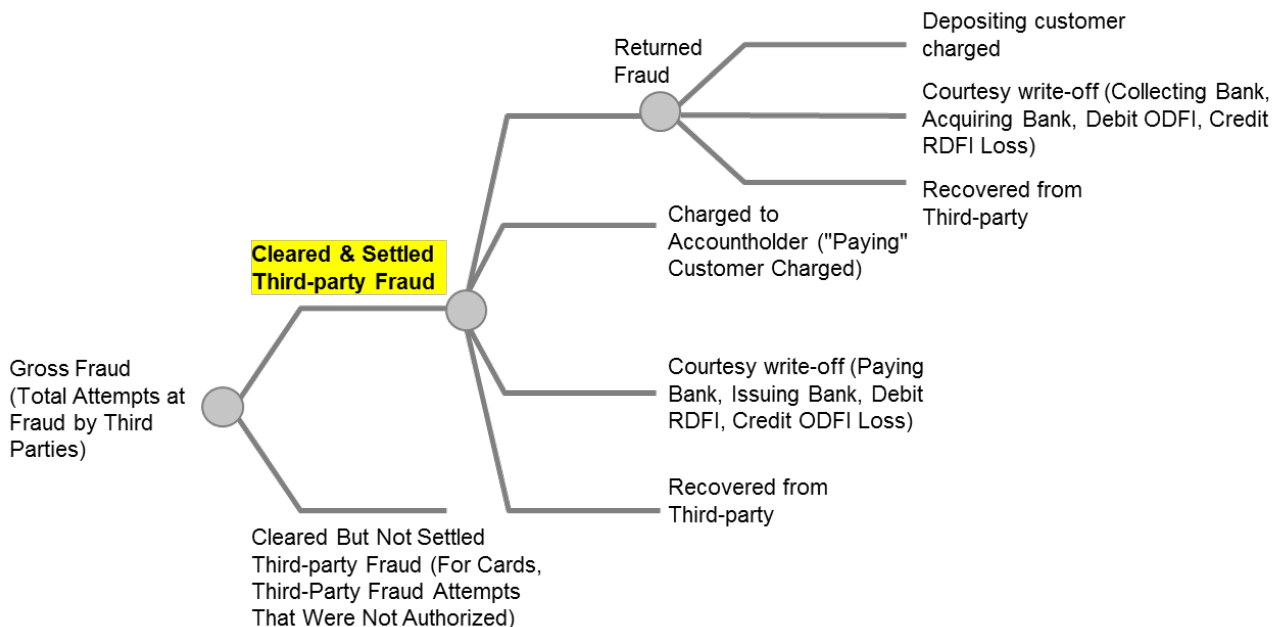 Depositing customer
charged
Returned
Fraud
Courtesy write-off (Collecting Bank,
Acquiring Bank, Debit ODFI, Credit
RDFI Loss)
Recovered from
Third-party
Charged to
Accountholder ("Paying"
Customer Charged)
Cleared & Settled
Third-party Fraud
Gross Fraud
(Total Attempts at
Fraud by Third
Parties)
Courtesy write-off (Paying
Bank, Issuing Bank, Debit
RDFI, Credit ODFI Loss)
Recovered from
Third-party
Cleared But Not Settled
Third-party Fraud (For Cards,
Third-Party Fraud Attempts
That Were Not Authorized)